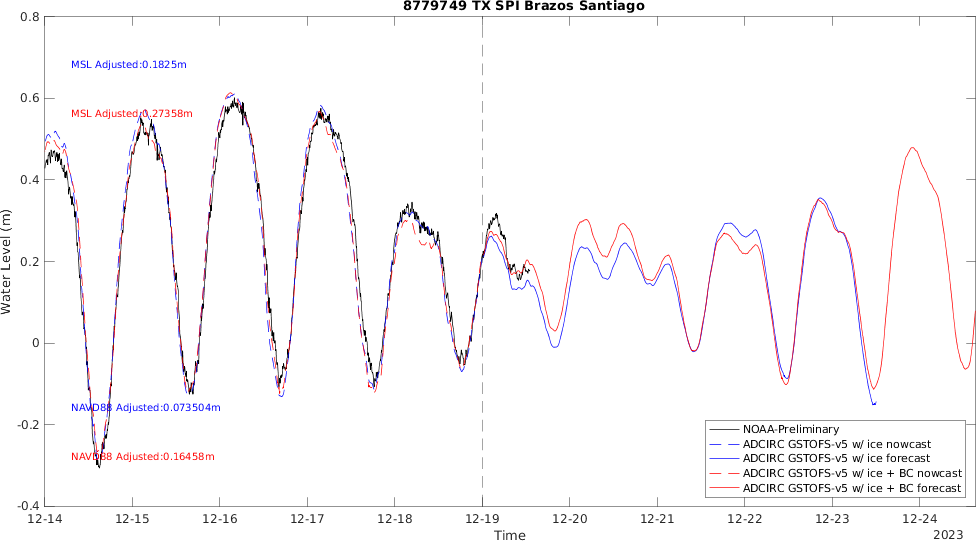 8779749 TX SPI Brazos Santiago
0.8
MSL Adjusted:0.1825m
0.6
MSL Adjusted:0.27358m
0.4
Water Level (m)
0.2
0
NAVD88 Adjusted:0.073504m
-0.2
NAVD88 Adjusted:0.16458m
NOAA-Preliminary
ADCIRC GSTOFS-v5 w/ ice nowcast
ADCIRC GSTOFS-v5 w/ ice forecast
ADCIRC GSTOFS-v5 w/ ice + BC nowcast
ADCIRC GSTOFS-v5 w/ ice + BC forecast
-0.4
12-14 12-15 12-16 12-17 12-18 12-19 12-20 12-21 12-22 12-23 12-24
Time
2023